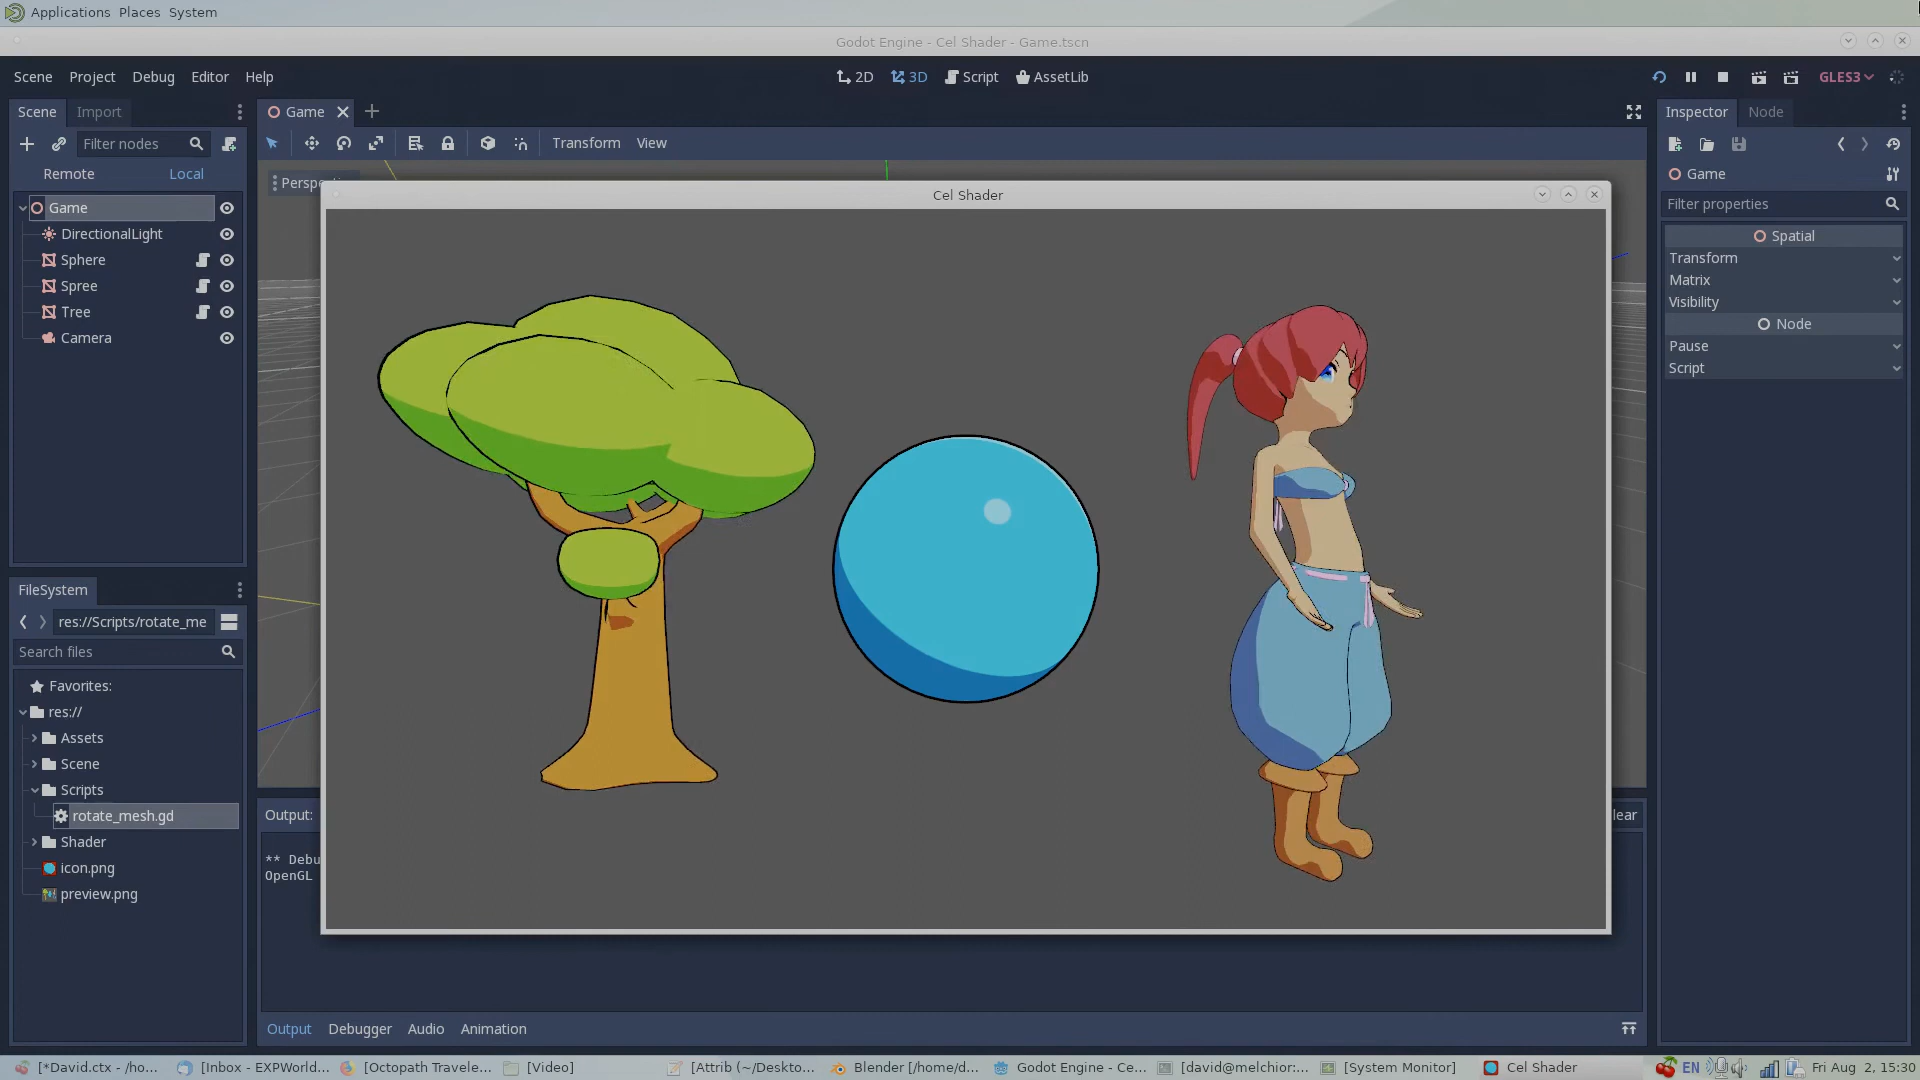 Applications Places System
Godot Engine - Cel Shader - Game.tscn
Scene Project Debug Editor Help
2D 3D Script AssetLib
GLES3
Scene Import
Game
Inspector Node
Filter nodes
Transform View
Remote Local
Game
Filter properties
Game
DirectionalLight
Sphere
Spree
Tree
Camera
Cel Shader
Spatial
Transform
Matrix
Visibility
Node
Pause
Script
FileSystem
res://Scripts/rotate_me
Search files
Favorites:
res://
Assets
Scene
Scripts
rotate_mesh.gd
Shader
icon.png
preview.png
Output:
lear
** Debu
OpenGL
Output Debugger Audio Animation
[*David.ctx - /ho... [Inbox - EXPWorld... [Octopath Travele... [Video] [Attrib (~/Deskto... Blender [/home/d... Godot Engine - Ce... [david@melchior:... [System Monitor] Cel Shader EN Fri Aug 2, 15:30